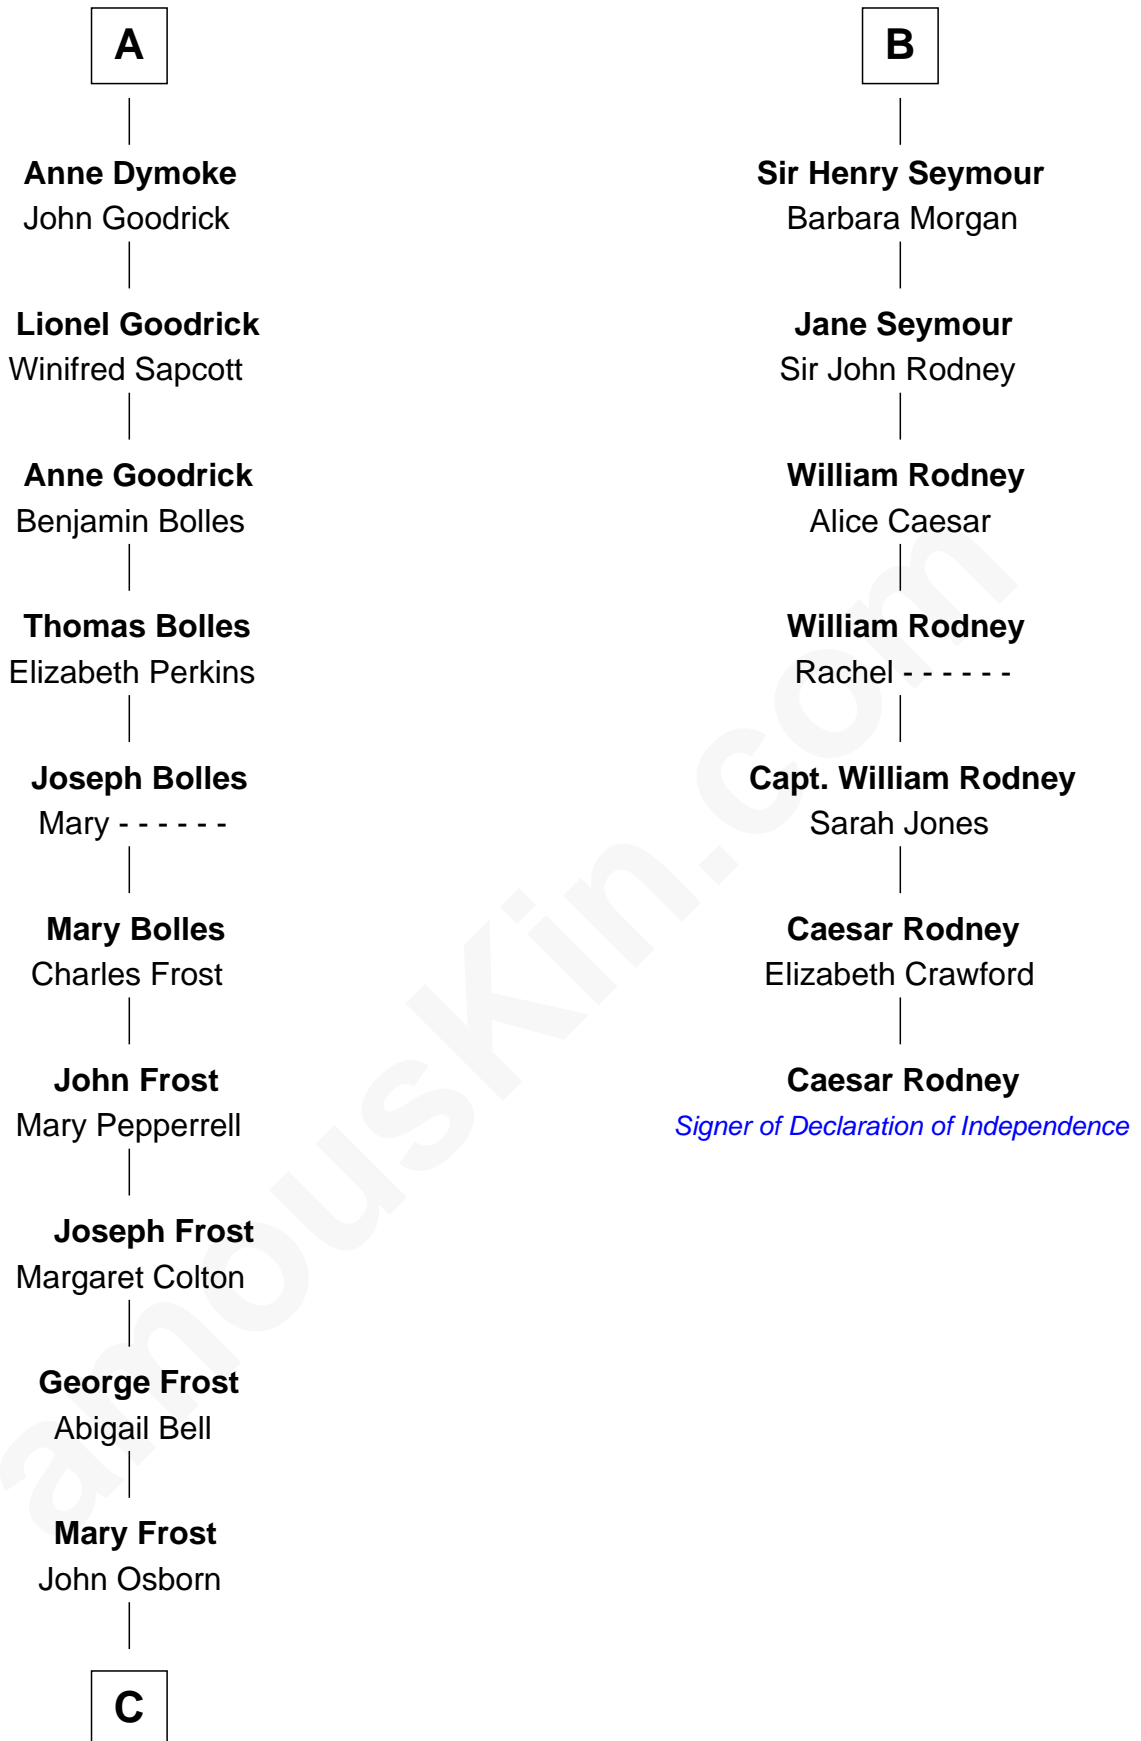 A
Anne Dymoke
John Goodrick
Lionel Goodrick
Winifred Sapcott
Anne Goodrick
Benjamin Bolles
Thomas Bolles
Elizabeth Perkins
Joseph Bolles
Mary - - - - - -
Mary Bolles
Charles Frost
John Frost
Mary Pepperrell
Joseph Frost
Margaret Colton
George Frost
Abigail Bell
Mary Frost
John Osborn
C
B
Sir Henry Seymour
Barbara Morgan
Jane Seymour
Sir John Rodney
William Rodney
Alice Caesar
William Rodney
Rachel - - - - - -
Capt. William Rodney
Sarah Jones
Caesar Rodney
Elizabeth Crawford
Caesar Rodney
Signer of Declaration of Independence
amousKin.com